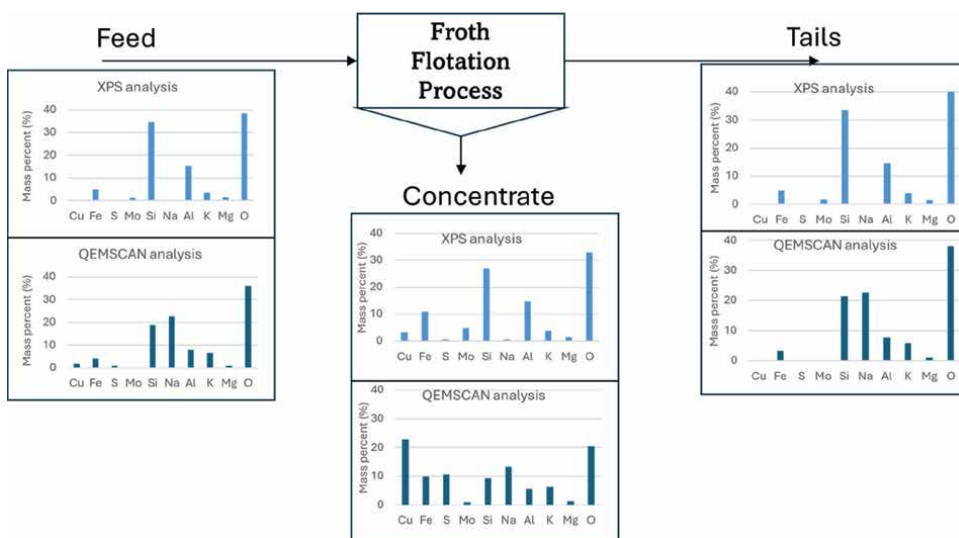 Feed
Froth
Flotation
Process
Tails
XPS analysis
Mass percent (%)
40
30
20
10
0
Cu Fe S Mo Si Na Al K Mg O
QEMSCAN analysis
Mass percent (%)
40
30
20
10
0
Cu Fe S Mo Si Na Al K Mg O
Concentrate
XPS analysis
Mass percent (%)
40
30
20
10
0
Cu Fe S Mo Si Na Al K Mg O
QEMSCAN analysis
Mass percent (%)
40
30
20
10
0
Cu Fe S Mo Si Na Al K Mg O
XPS analysis
Mass percent (%)
40
30
20
10
0
Cu Fe S Mo Si Na Al K Mg O
QEMSCAN analysis
Mass percent (%)
40
30
20
10
0
Cu Fe S Mo Si Na Al K Mg O